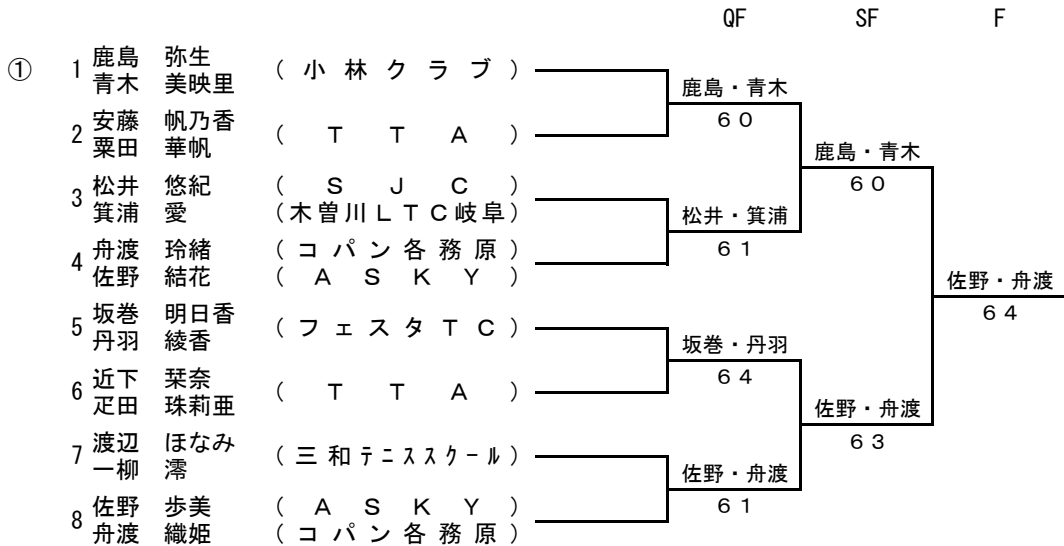 QF SF F
① 1 鹿島 弥生 (小林クラブ)
青木 美映里
鹿島・青木
60
2 安藤 帆乃香 (TTA)
粟田 華帆
鹿島・青木
60
3 松井 悠紀 (SJC)
箕浦 愛 (木曽川LTC岐阜)
松井・箕浦
61
4 舟渡 玲緒 (コパン各務原)
佐野 結花 (ASKY)
佐野・舟渡
64
5 坂巻 明日香 (フェスタTC)
丹羽 綾香
坂巻・丹羽
64
6 近下 栞奈 (TTA)
疋田 珠莉亜
佐野・舟渡
63
7 渡辺 ほなみ (三和テニススクール)
一柳 澪
佐野・舟渡
61
8 佐野 歩美 (ASKY)
舟渡 織姫 (コパン各務原)